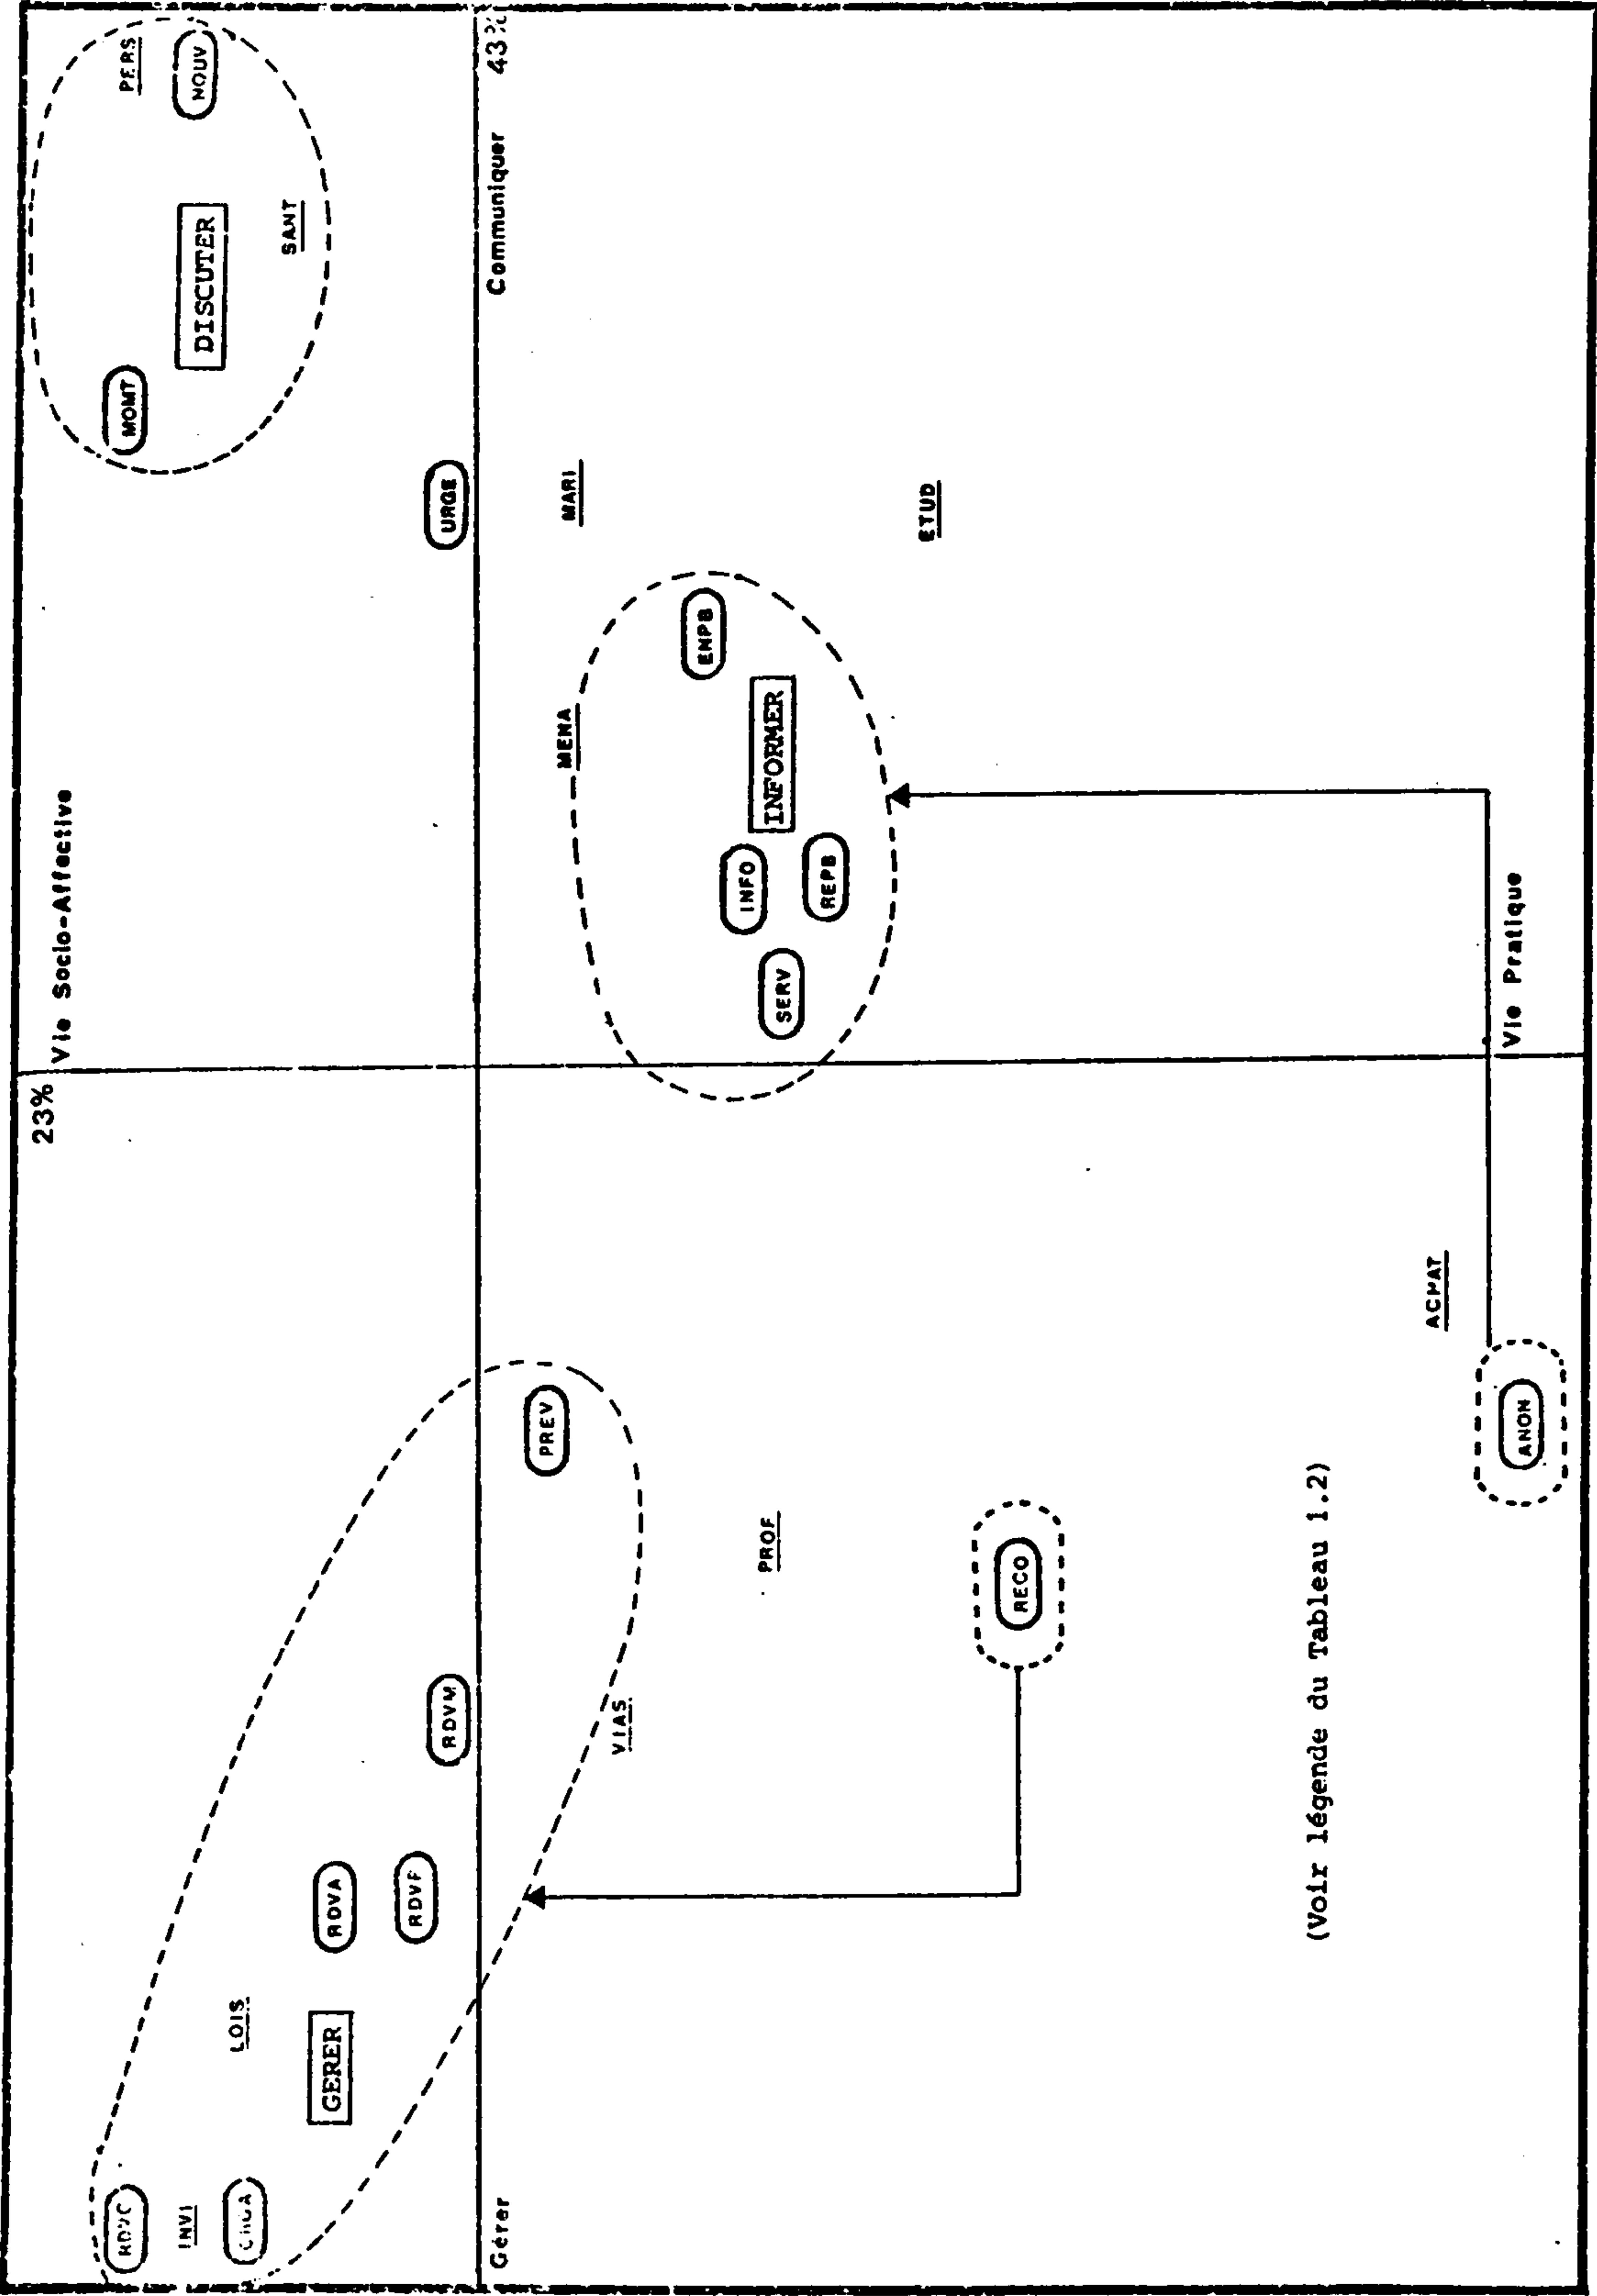 23%
Vie Socio-Affective
RDVC
MOMT
PERS
INVI
NOUV
DISCUTER
LOIS
SANT
GERER
RDVA
RDVF
RDVM
URGE
Gérer
Communiquer
43%
PREV
MENA
MARI
VIAS
ENPB
INFO
PROF
INFORMER
SERV
REPB
ETUD
RECO
(Voir légende du Tableau 1.2)
ACHAT
Vie Pratique
ANON